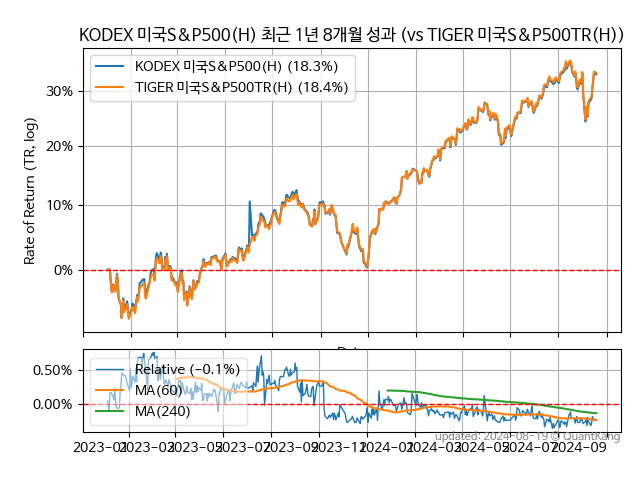 KODEX 미국S&P500(H) 최근 1년 8개월 성과 (vs TIGER 미국S&P500TR(H))
KODEX 미국S&P500(H) (18.3%)
TIGER 미국S&P500TR(H) (18.4%)
Rate of Return (TR, log)
30%
20%
10%
0%
Relative (−0.1%)
MA(60)
MA(240)
0.50%
0.00%
2023−01
2023−03
2023−05
2023−07
2023−09
2023−11
2024−01
2024−03
2024−05
2024−07
2024−09
updated: 2024−08−19 © QuantKang